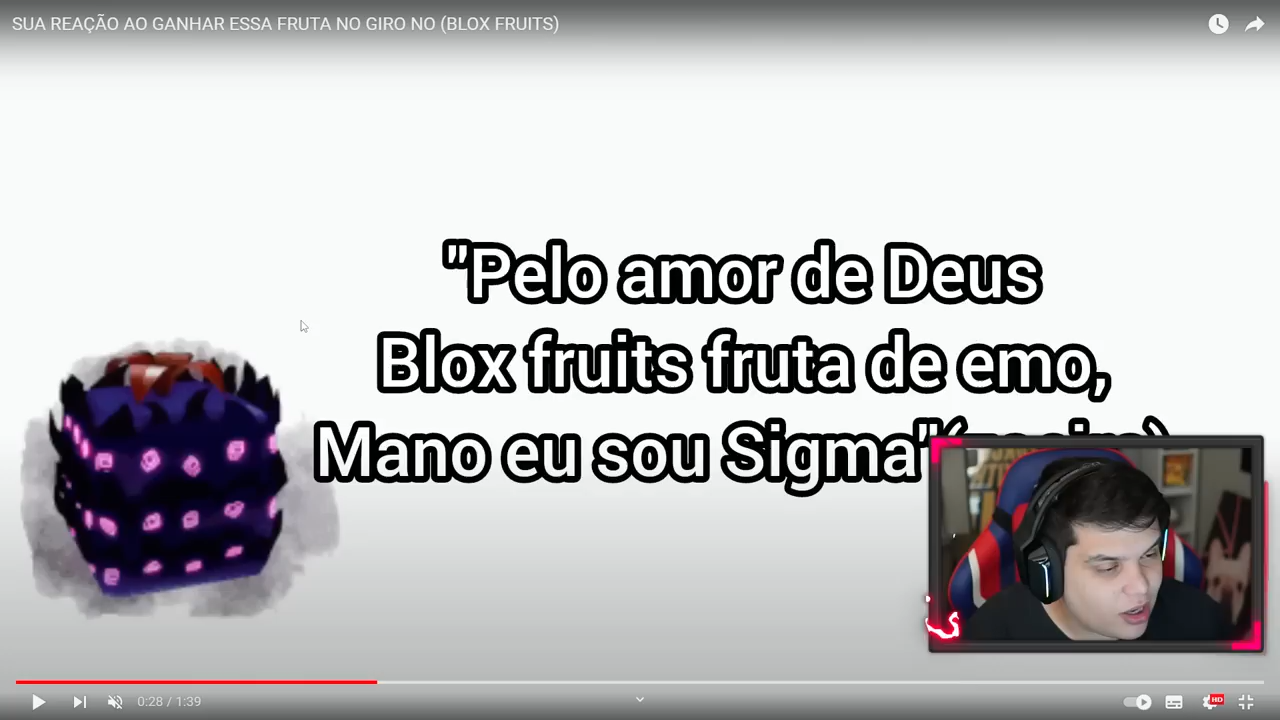 SUA REAÇÃO AO GANHAR ESSA FRUTA NO GIRO NO (BLOX FRUITS)
"Pelo amor de Deus
Blox fruits fruta de emo,
Mano eu sou Sigma"
0:28 / 1:39
HD